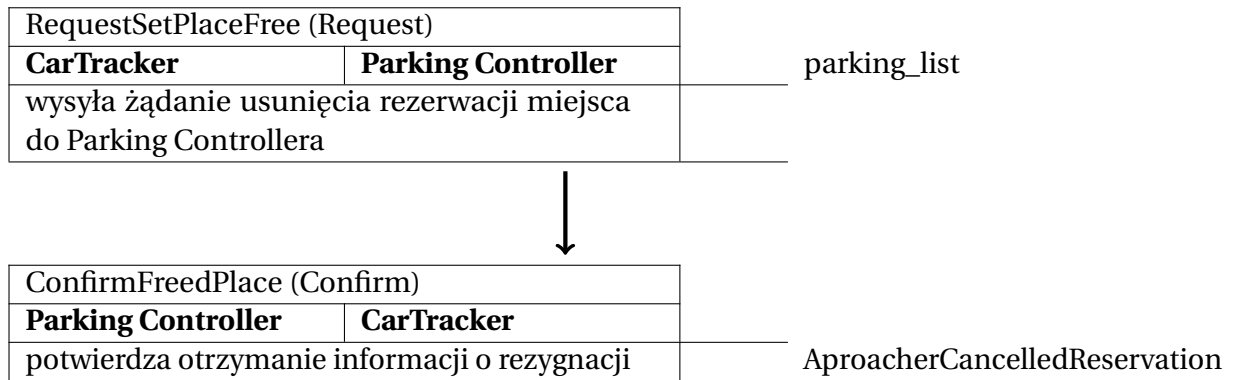 RequestSetPlaceFree (Request)
CarTracker Parking Controller parking_list
wysyła żądanie usunięcia rezerwacji miejsca
do Parking Controllera
ConfirmFreedPlace (Confirm)
Parking Controller CarTracker
potwierdza otrzymanie informacji o rezygnacji AproacherCancelledReservation